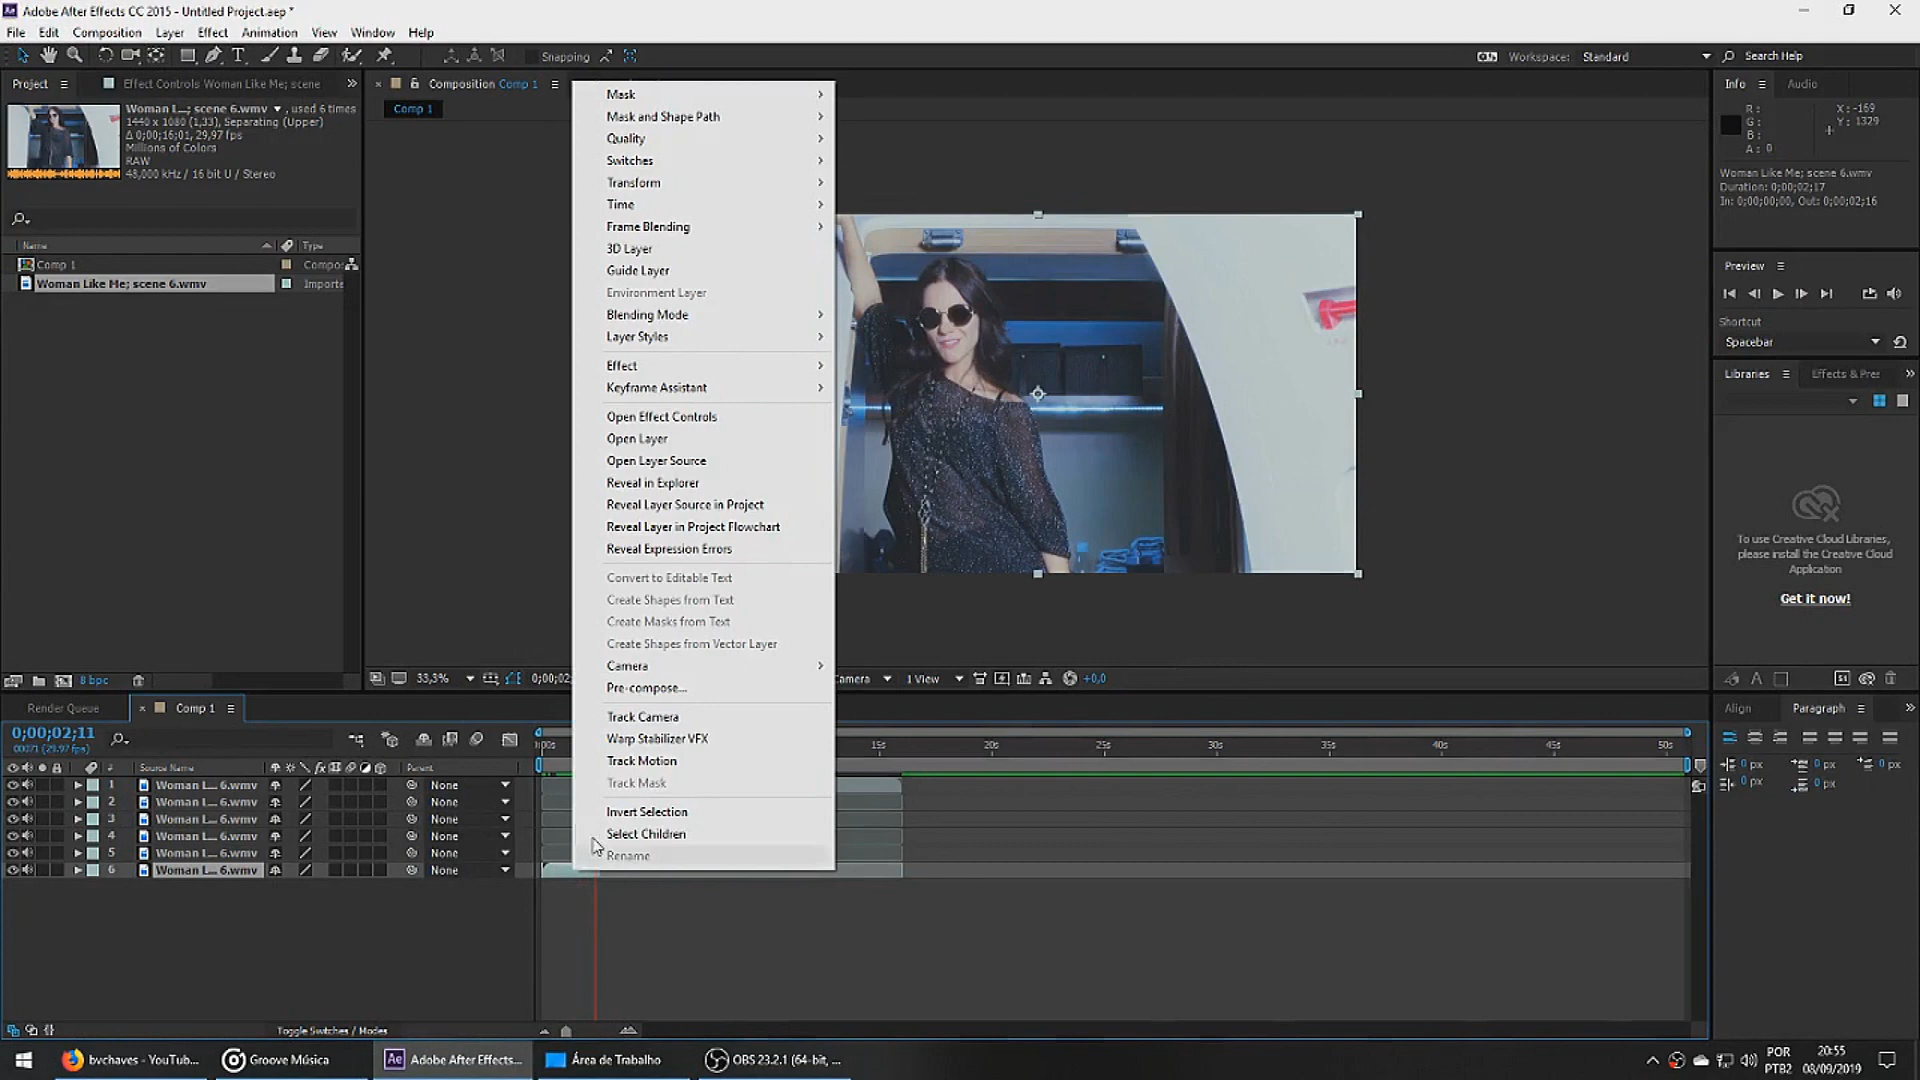 Adobe After Effects CC 2015 - Untitled Project.aep *
File Edit Composition Layer Effect Animation View Window Help
Snapping
Workspace: Standard
Search Help
Project
Effect Controls Woman Like Me; scene
Composition Comp 1
Comp 1
Woman L...; scene 6.wmv , used 6 times
1440 x 1080 (1,33), Separating (Upper)
Δ 0;00;16;01, 29,97 fps
Millions of Colors
RAW
48,000 kHz / 16 bit U / Stereo
Name Type
Comp 1 Compo
Woman Like Me; scene 6.wmv Importe
8 bpc
Mask
Mask and Shape Path
Quality
Switches
Transform
Time
Frame Blending
3D Layer
Guide Layer
Environment Layer
Blending Mode
Layer Styles
Effect
Keyframe Assistant
Open Effect Controls
Open Layer
Open Layer Source
Reveal in Explorer
Reveal Layer Source in Project
Reveal Layer in Project Flowchart
Reveal Expression Errors
Convert to Editable Text
Create Shapes from Text
Create Masks from Text
Create Shapes from Vector Layer
Camera
Pre-compose...
Track Camera
Warp Stabilizer VFX
Track Motion
Track Mask
Invert Selection
Select Children
Rename
33,3% 0;00;02; amera 1 View +0,0
Info Audio
R: X: -169
G: Y: 1329
B:
A: 0
Woman Like Me; scene 6.wmv
Duration: 0;00;02;17
In: 0;00;00;00, Out: 0;00;02;16
Preview
Shortcut
Spacebar
Libraries Effects & Pres
To use Creative Cloud Libraries,
please install the Creative Cloud
Application
Get it now!
Align Paragraph
0 px 0 px 0 px
0 px 0 px
Render Queue Comp 1
0;00;02;11
00071 (29.97 fps)
:00s 15s 20s 25s 30s 35s 40s 45s 50s
# Source Name fx Parent
1 Woman L... 6.wmv None
2 Woman L... 6.wmv None
3 Woman L... 6.wmv None
4 Woman L... 6.wmv None
5 Woman L... 6.wmv None
6 Woman L... 6.wmv None
Toggle Switches / Modes
bvchaves - YouTub...
Groove Música
Ae Adobe After Effects...
Área de Trabalho
OBS 23.2.1 (64-bit, ...
POR
PTB2
20:55
08/09/2019